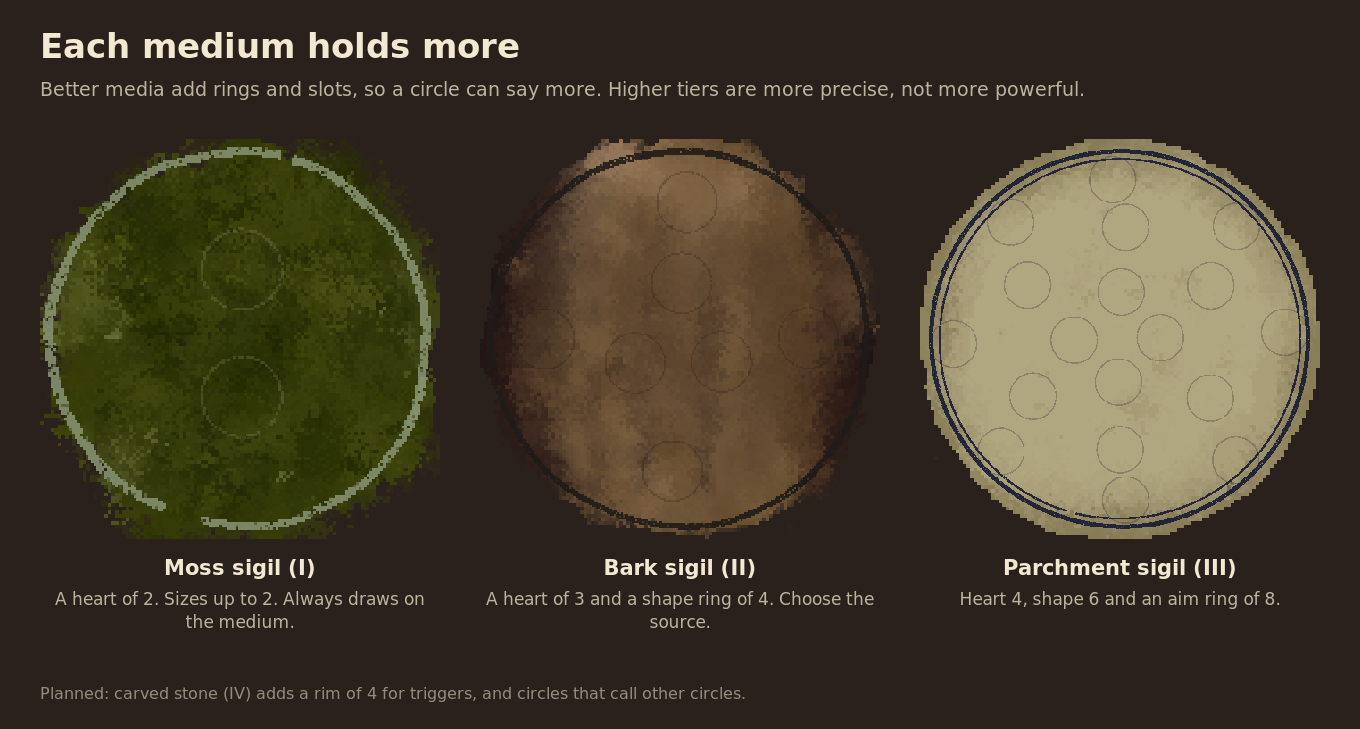 Each medium holds more
Better media add rings and slots, so a circle can say more. Higher tiers are more precise, not more powerful.
Moss sigil (I)
A heart of 2. Sizes up to 2. Always draws on
the medium.
Bark sigil (II)
A heart of 3 and a shape ring of 4. Choose the
source.
Parchment sigil (III)
Heart 4, shape 6 and an aim ring of 8.
Planned: carved stone (IV) adds a rim of 4 for triggers, and circles that call other circles.